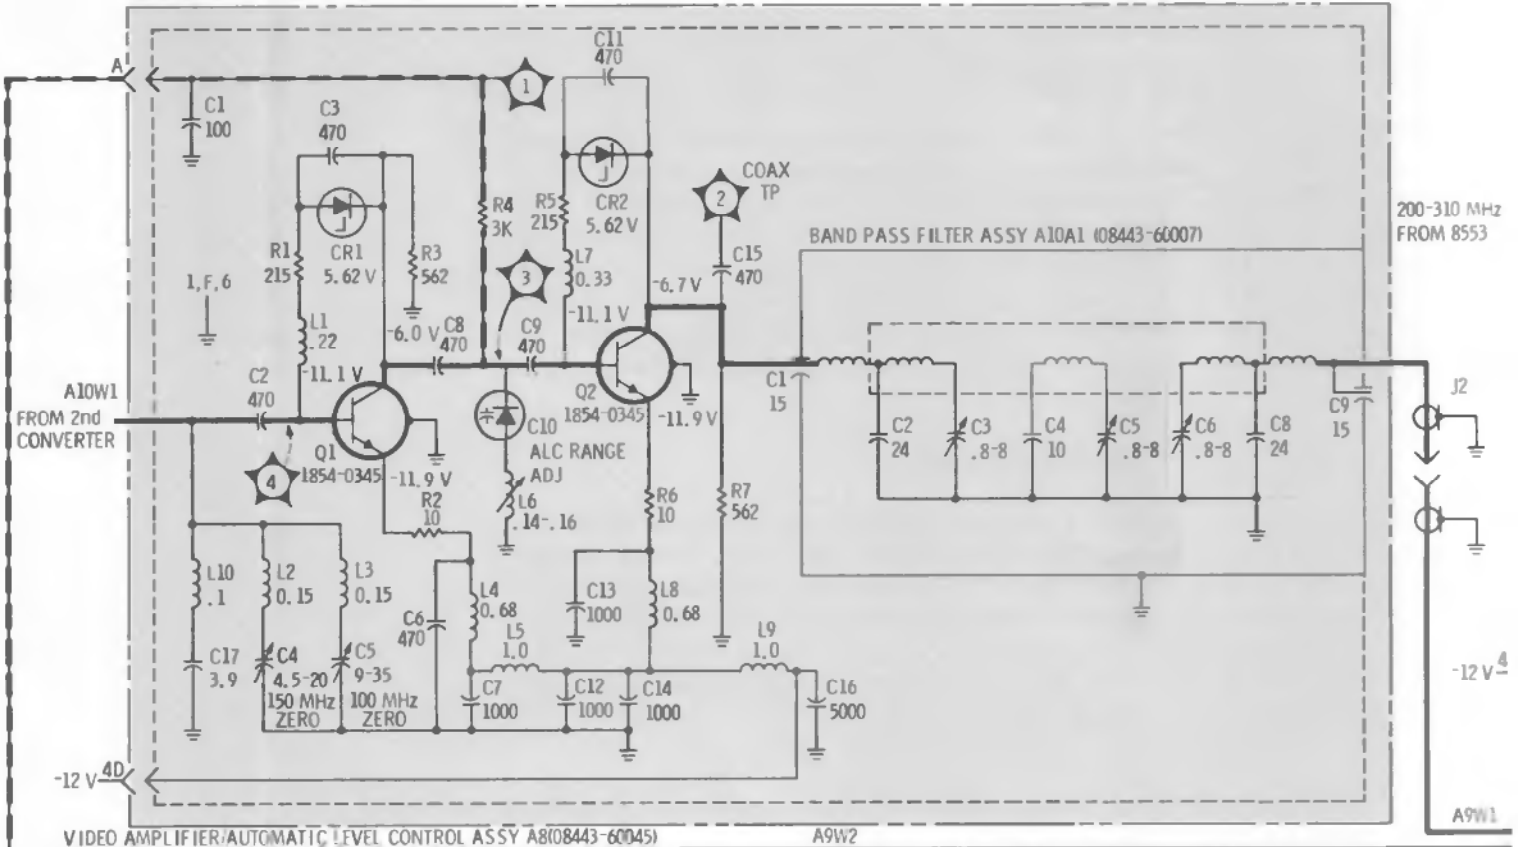 A
C1
100
C3
470
1
C11
470
CR2
5.62 V
R5
215
R4
3K
2
COAX
TP
C15
470
BAND PASS FILTER ASSY A10A1 (08443-60007)
200-310 MHz
FROM 8553
R1
215
CR1
5.62 V
R3
562
3
L7
0.33
-6.7 V
-11.1 V
1,F,6
L1
.22
-6.0 V
C8
470
C9
470
-11.1 V
A10W1
FROM 2nd
CONVERTER
C2
470
Q1
1854-0345
-11.9 V
4
C10
ALC RANGE
ADJ
L6
.14-.16
Q2
1854-0345
-11.9 V
C1
15
C2
24
C3
.8-8
C4
10
C5
.8-8
C6
.8-8
C8
24
C9
15
J2
R2
10
R6
10
R7
562
L10
.1
L2
0.15
L3
0.15
C6
470
L4
0.68
L5
1.0
C13
1000
L8
0.68
L9
1.0
C17
3.9
C4
4.5-20
150 MHz
ZERO
C5
9-35
100 MHz
ZERO
C7
1000
C12
1000
C14
1000
C16
5000
-12 V 4
-12 V 4D
A9W1
VIDEO AMPLIFIER/AUTOMATIC LEVEL CONTROL ASSY A8(08443-60045)
A9W2